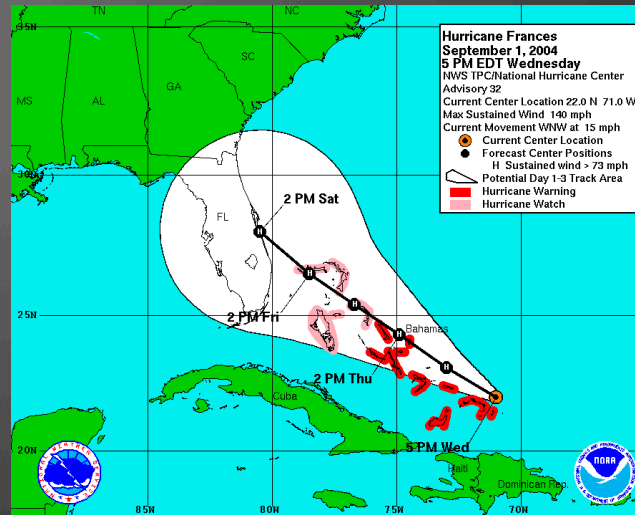 TN
NC
35N
SC
MS
AL
GA
Hurricane Frances
September 1, 2004
5 PM EDT Wednesday
NWS TPC/National Hurricane Center
Advisory 32
Current Center Location 22.0 N 71.0 W
Max Sustained Wind 140 mph
Current Movement WNW at 15 mph
Current Center Location
Forecast Center Positions
H Sustained wind > 73 mph
Potential Day 1-3 Track Area
Hurricane Warning
Hurricane Watch
30N
FL
2 PM Sat
H
H
2 PM Fri
H
25N
H
Bahamas
H
2 PM Thu
Cuba
5 PM Wed
20N
Haiti
Dominican Rep.
NATIONAL WEATHER SERVICE
NOAA
85W
80W
75W
70W